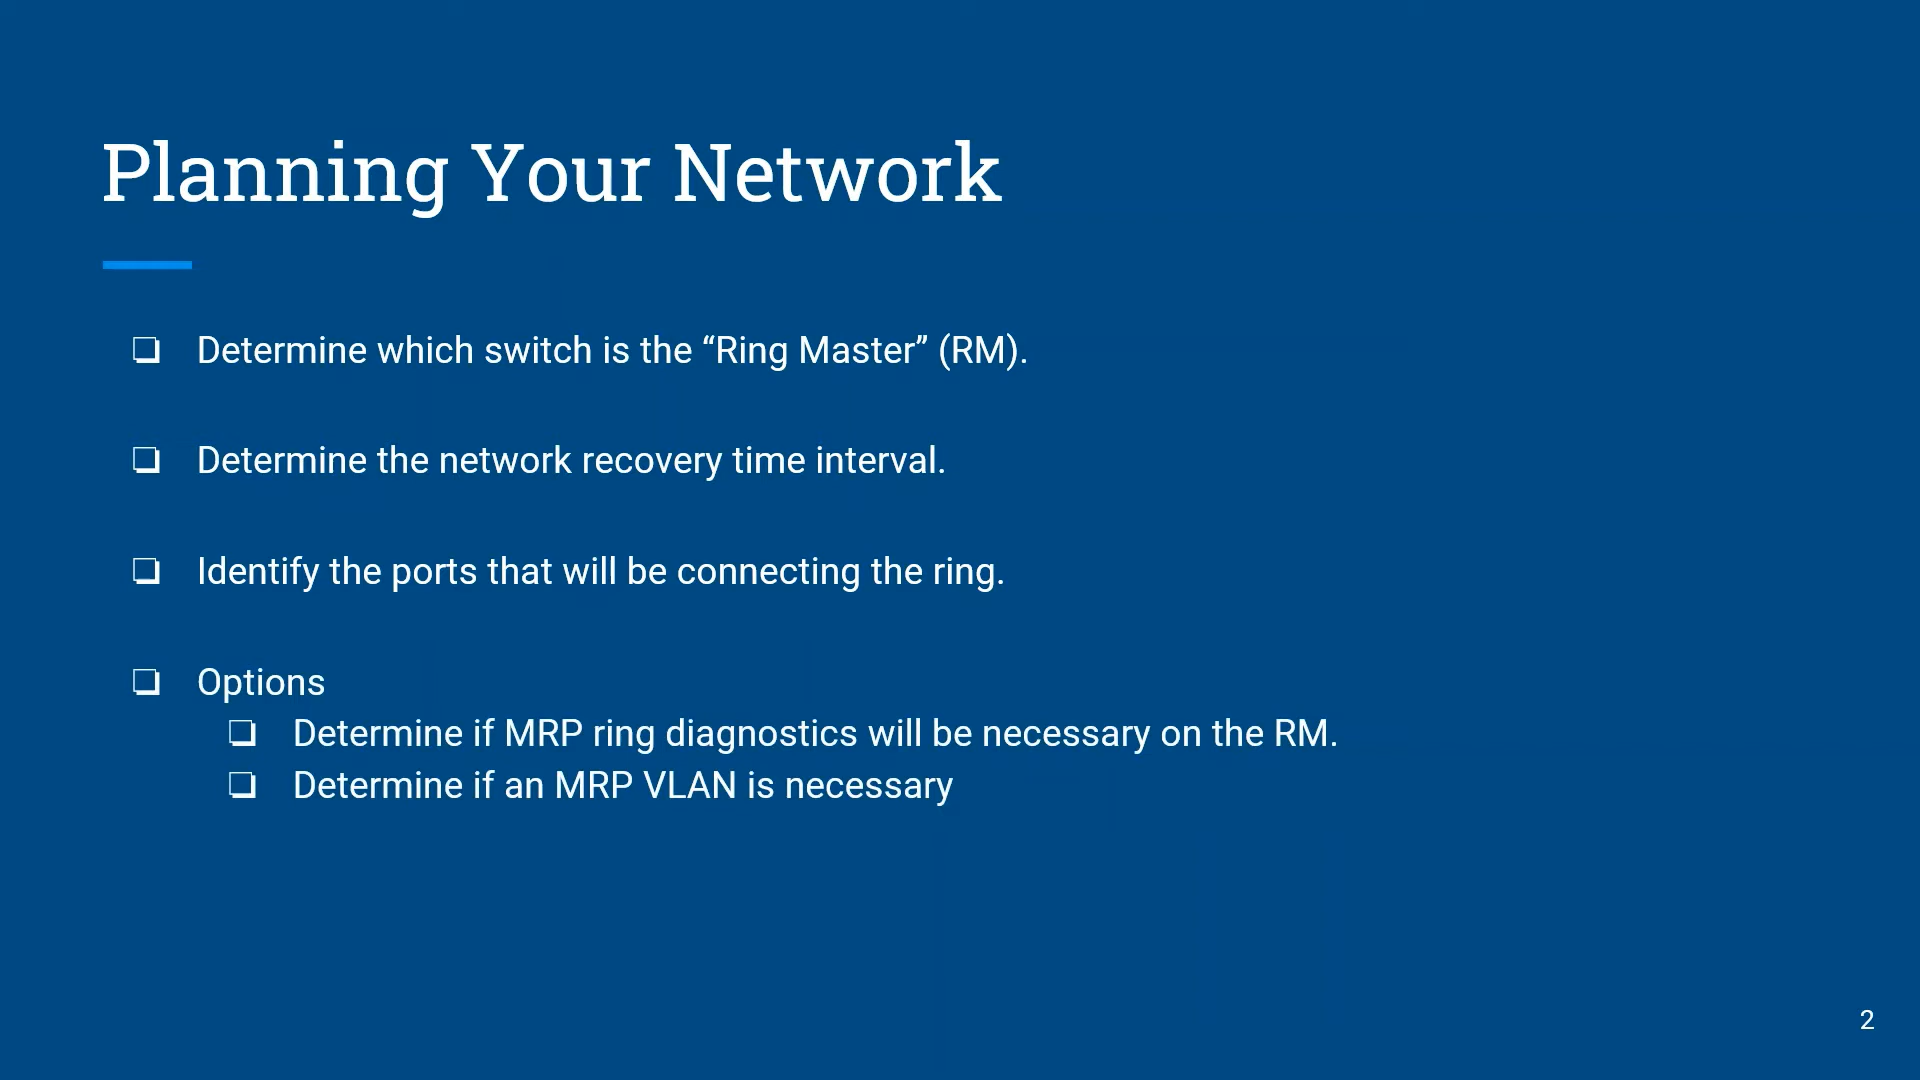 Planning Your Network
❏ Determine which switch is the “Ring Master” (RM).
❏ Determine the network recovery time interval.
❏ Identify the ports that will be connecting the ring.
❏ Options
❏ Determine if MRP ring diagnostics will be necessary on the RM.
❏ Determine if an MRP VLAN is necessary
2